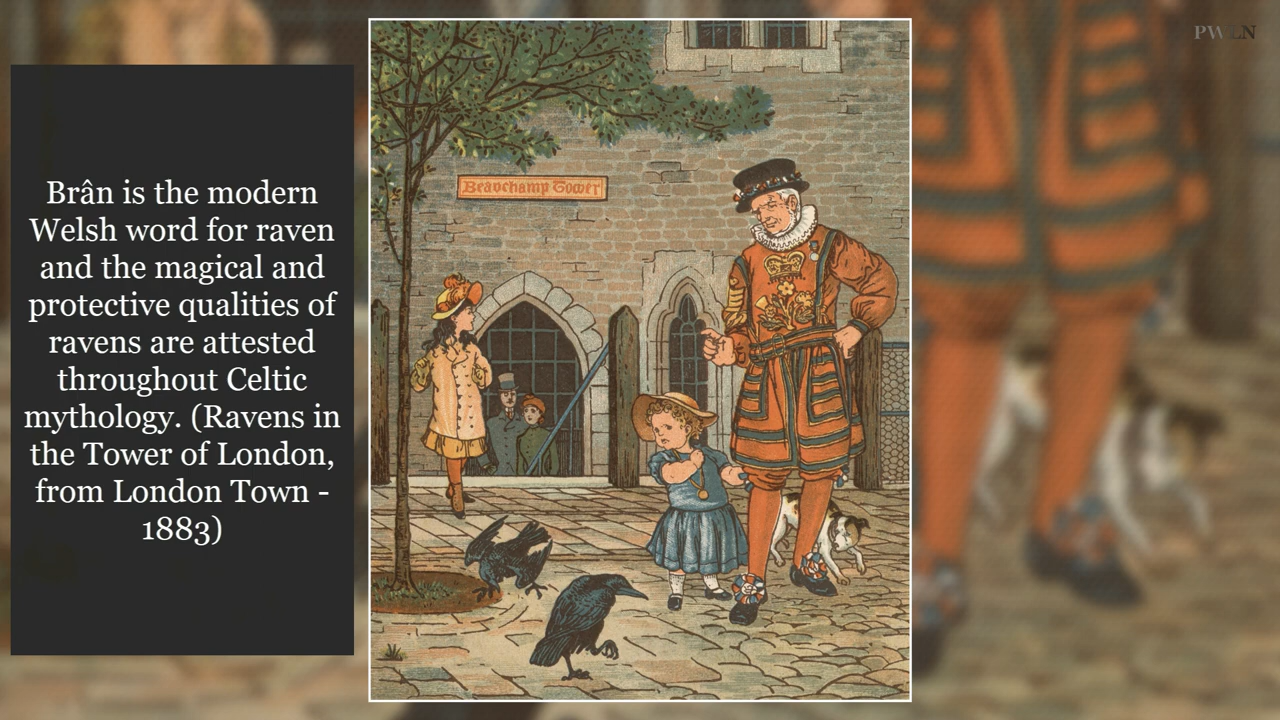 Brân is the modern
Welsh word for raven
and the magical and
protective qualities of
ravens are attested
throughout Celtic
mythology. (Ravens in
the Tower of London,
from London Town -
1883)
Beauchamp Tower
PWLN